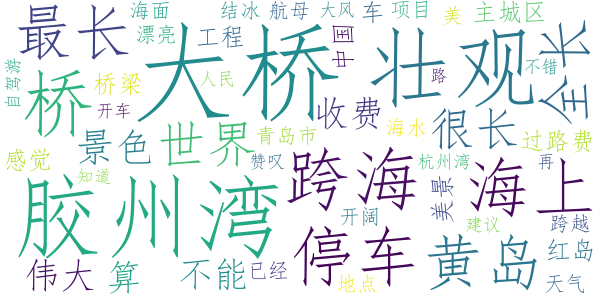 最长
海面
漂亮
结冰
航母
大风
车
项目
美
主城区
工程
中国
全长
自驾游
桥
桥梁
开车
大桥
人民
壮观
路
不错
收费
海水
很长
过路费
景色
世界
青岛市
感觉
知道
赞叹
跨海
杭州湾
海上
再
美景
胶州湾
开阔
建议
跨越
停车
黄岛
红岛
伟大
算
不能
已经
地点
天气